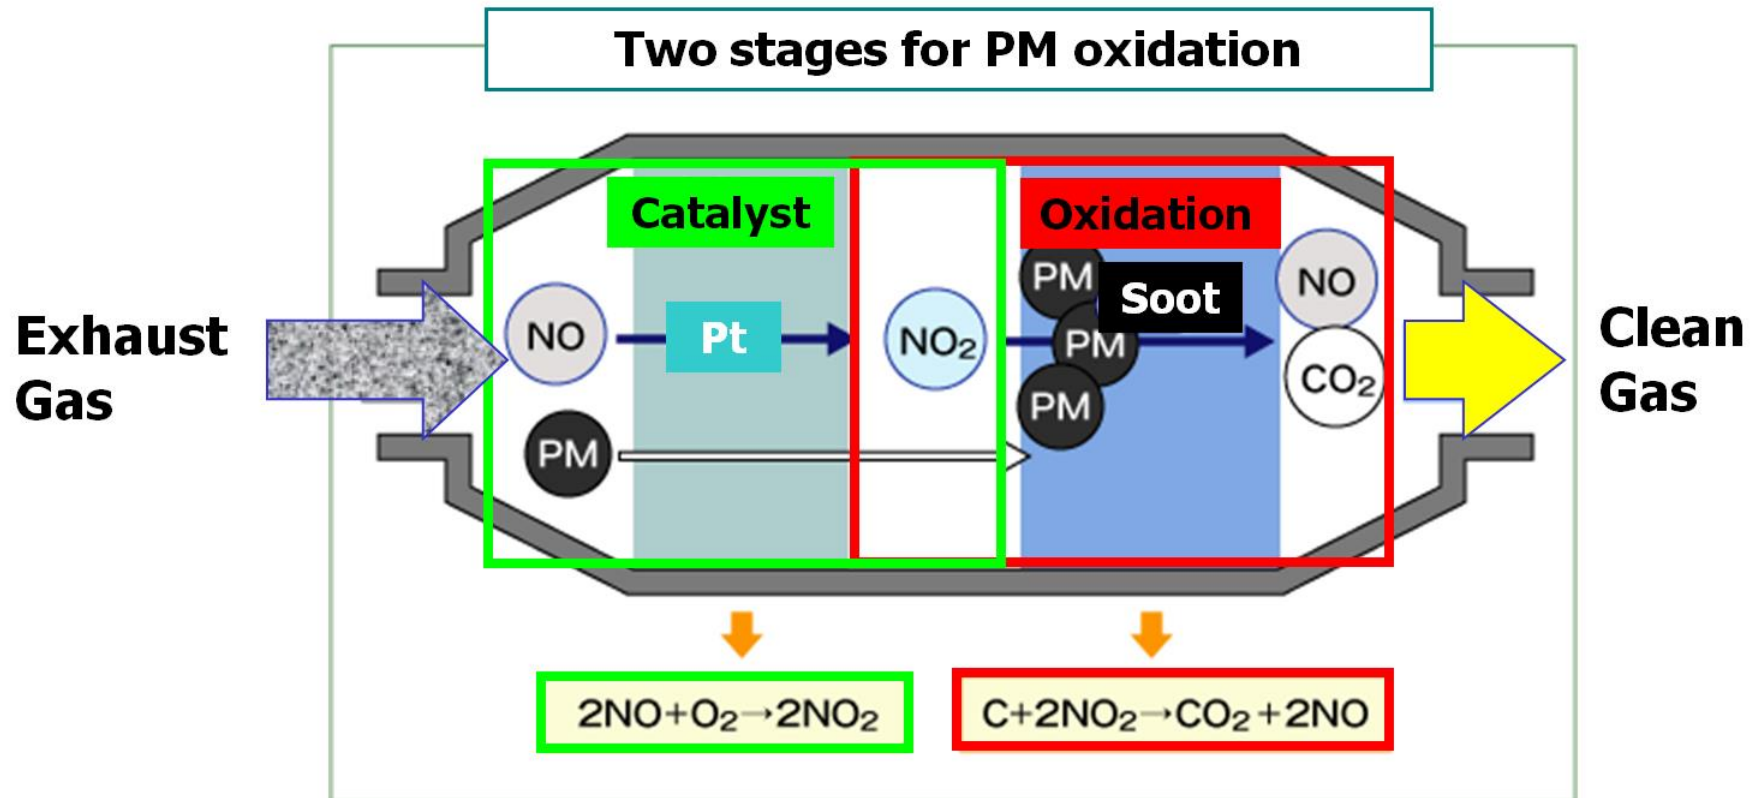 Two stages for PM oxidation
Catalyst
Oxidation
Exhaust
Gas
NO
Pt
NO₂
PM
PM
PM
PM
Soot
NO
CO₂
Clean
Gas
2NO+O₂→2NO₂
C+2NO₂→CO₂+2NO